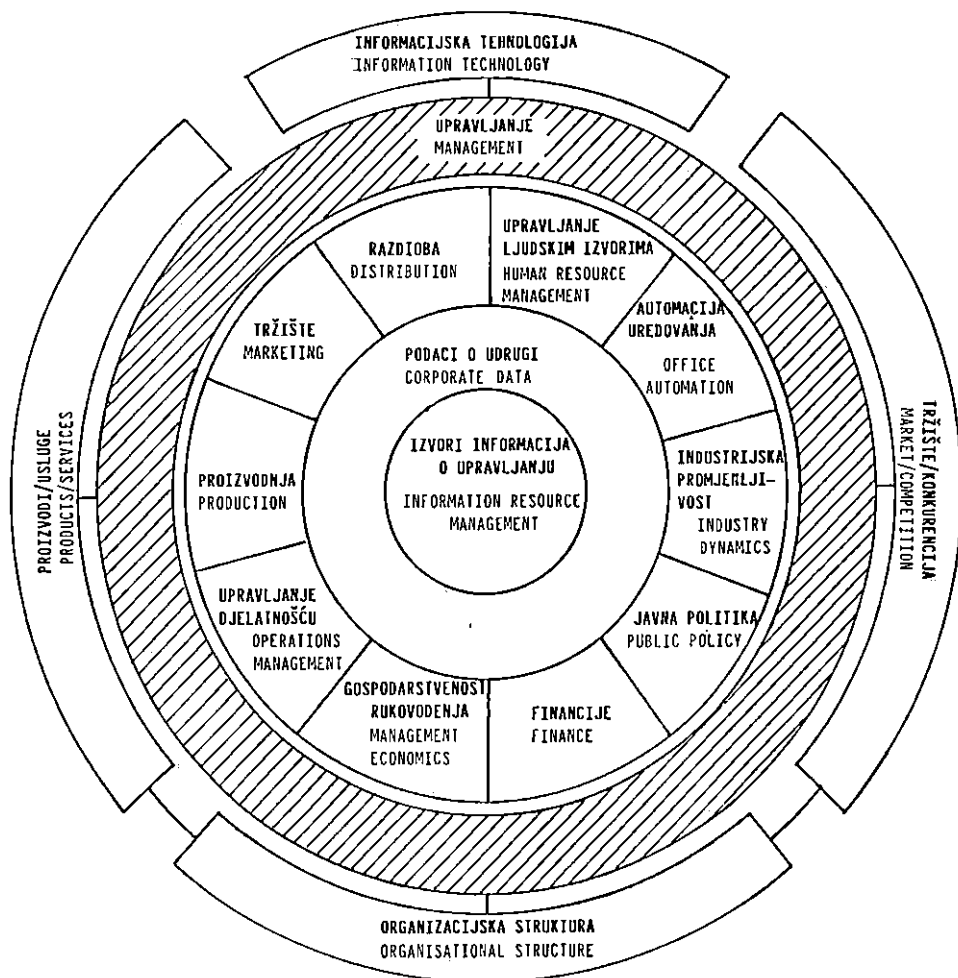 INFORMACIJSKA TEHNOLOGIJA
INFORMATION TECHNOLOGY
UPRAVLJANJE
MANAGEMENT
RAZDIOBA
DISTRIBUTION
UPRAVLJANJE
LJUDSKIM IZVORIMA
HUMAN RESOURCE
MANAGEMENT
TRŽIŠTE
MARKETING
AUTOMACIJA
UREDOVANJA
OFFICE
AUTOMATION
PODACI O UDRUGI
CORPORATE DATA
IZVORI INFORMACIJA
O UPRAVLJANJU
INFORMATION RESOURCE
MANAGEMENT
PROIZVODNJA
PRODUCTION
INDUSTRIJSKA
PROMJENLJI-
VOST
INDUSTRY
DYNAMICS
UPRAVLJANJE
DJELATNOŠĆU
OPERATIONS
MANAGEMENT
JAVNA POLITIKA
PUBLIC POLICY
GOSPODARSTVENOST
RUKOVOĐENJA
MANAGEMENT
ECONOMICS
FINANCIJE
FINANCE
PROIZVODI/USLUGE
PRODUCTS/SERVICES
TRŽIŠTE/KONKURENCIJA
MARKET/COMPETITION
ORGANIZACIJSKA STRUKTURA
ORGANISATIONAL STRUCTURE